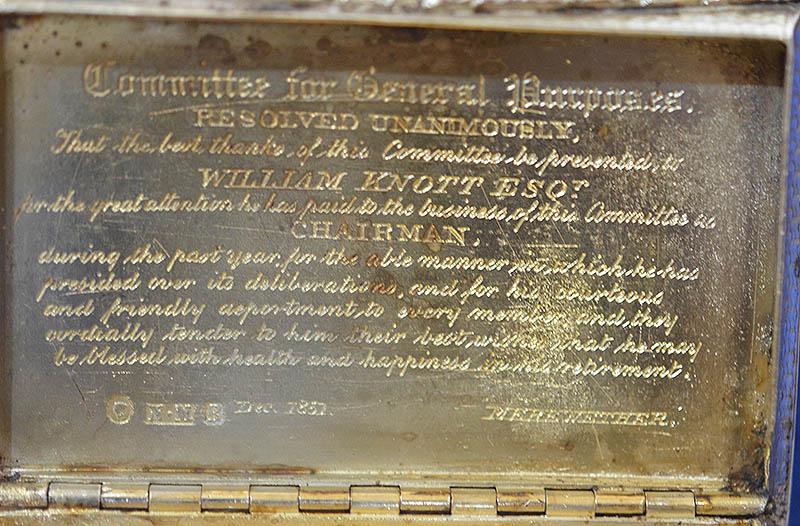 Committee for General Purposes.
RESOLVED UNANIMOUSLY,
That the best thanks, of this Committee be presented, to
WILLIAM KNOTT ESQr
for the great attention he has paid to the business, of this Committee as
CHAIRMAN,
during the past year, for the able manner in, which he has
presided over its deliberations, and for his courteous
and friendly deportment, to every member and, they
cordially tender to him their best, wishes that he may
be blessed with health and happiness in his retirement.
Dec. 1851. MEREWETHER.